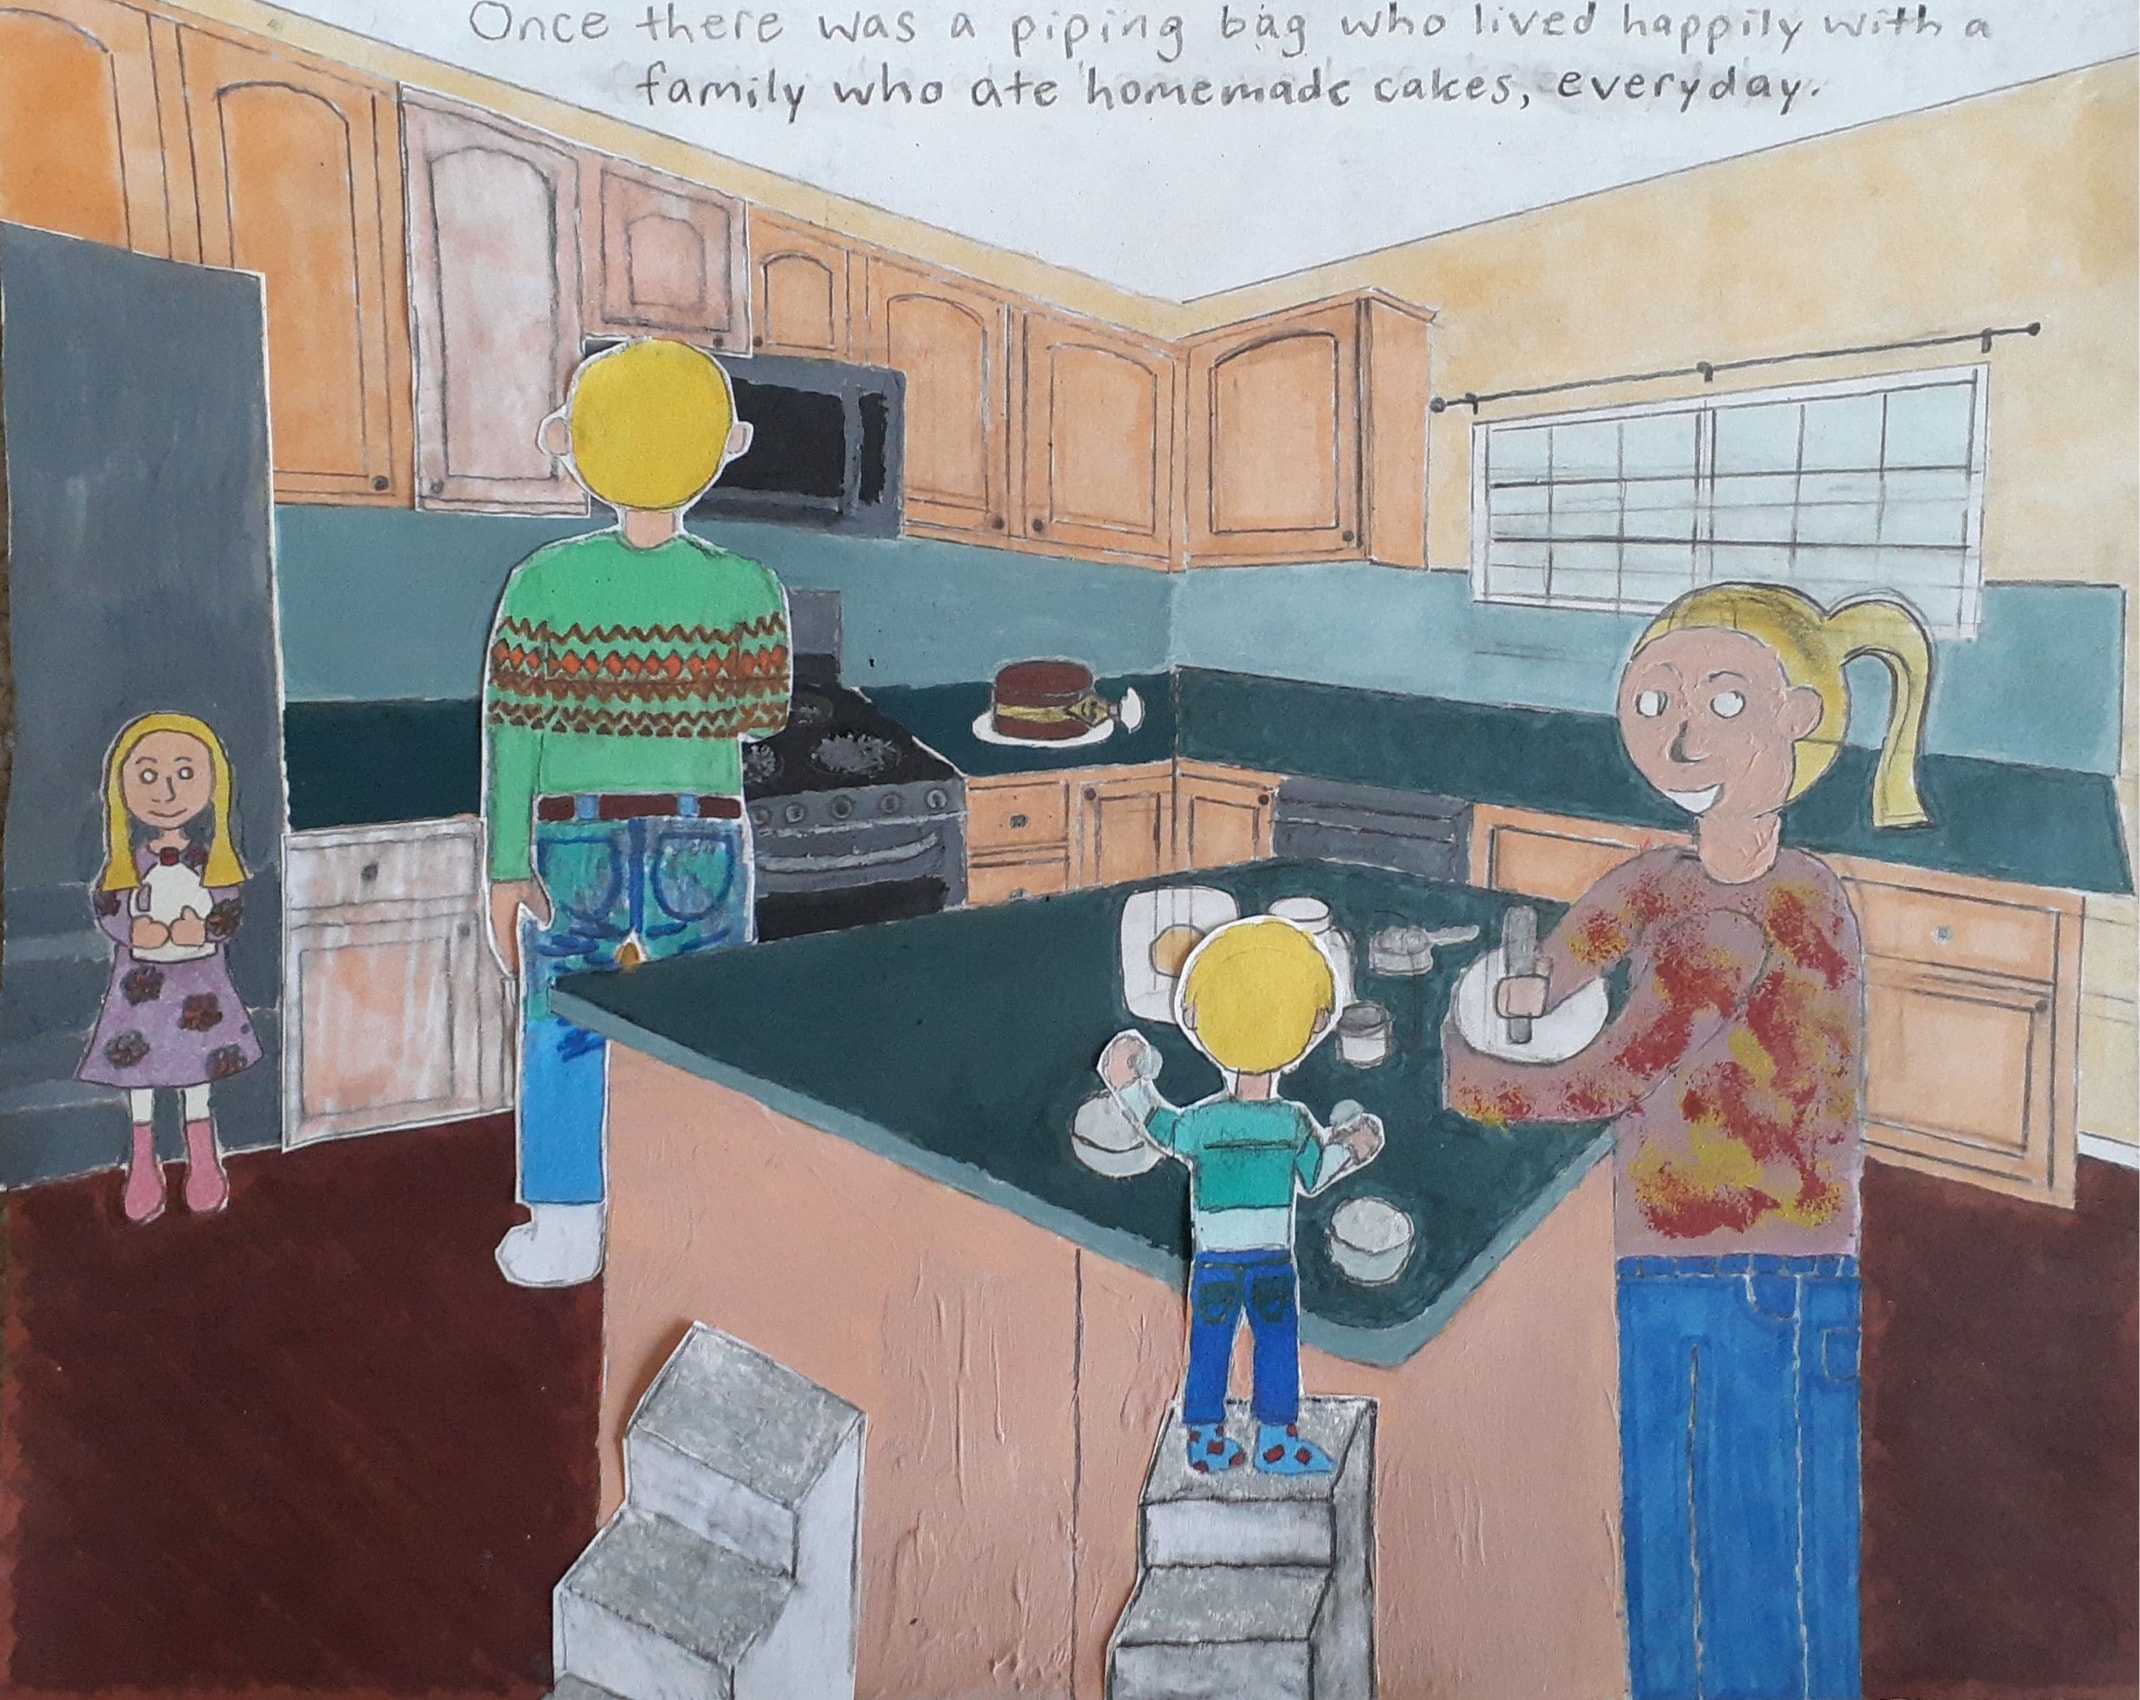 Once there was a piping bag who lived happily with a
family who ate homemade cakes, everyday.